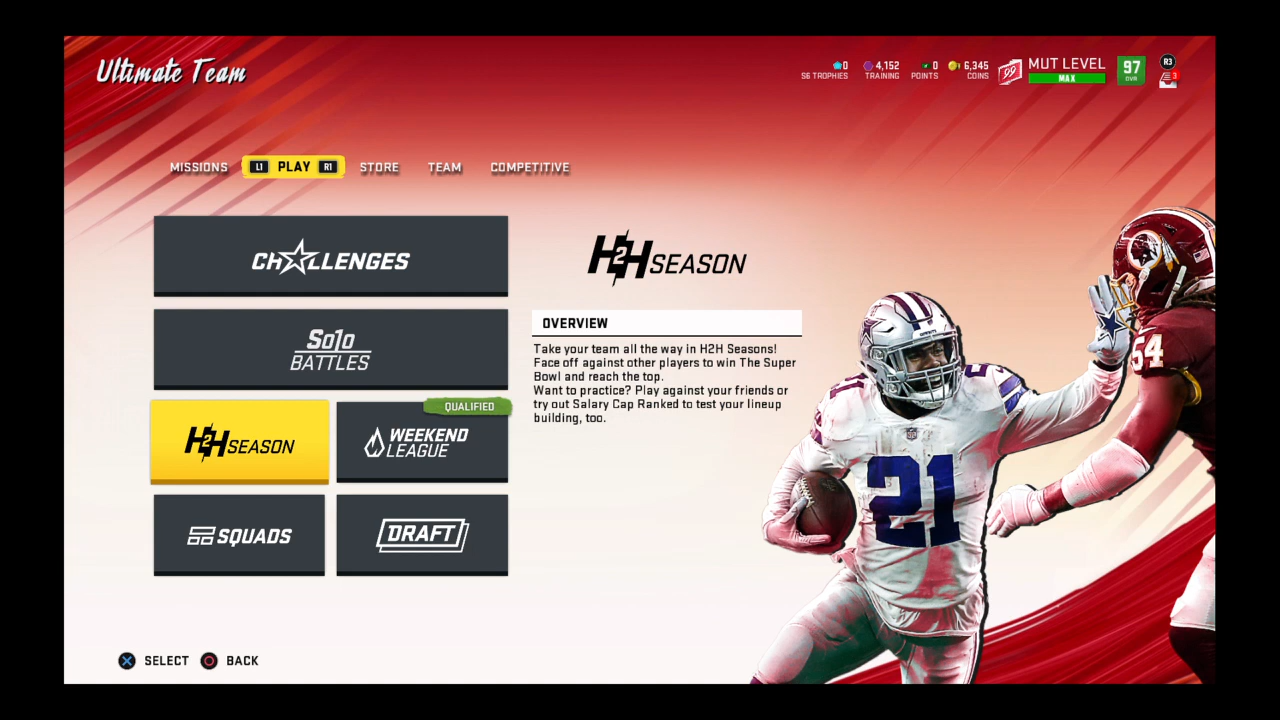 Ultimate Team
0
S6 TROPHIES
4,152
TRAINING
0
POINTS
6,345
COINS
99
MUT LEVEL
MAX
97
OVR
R3
3
MISSIONS
L1 PLAY R1
STORE
TEAM
COMPETITIVE
CHALLENGES
Solo
BATTLES
H2H SEASON
QUALIFIED
WEEKEND
LEAGUE
SQUADS
DRAFT
H2H SEASON
OVERVIEW
Take your team all the way in H2H Seasons!
Face off against other players to win The Super
Bowl and reach the top.
Want to practice? Play against your friends or
try out Salary Cap Ranked to test your lineup
building, too.
21
21
54
SELECT
BACK